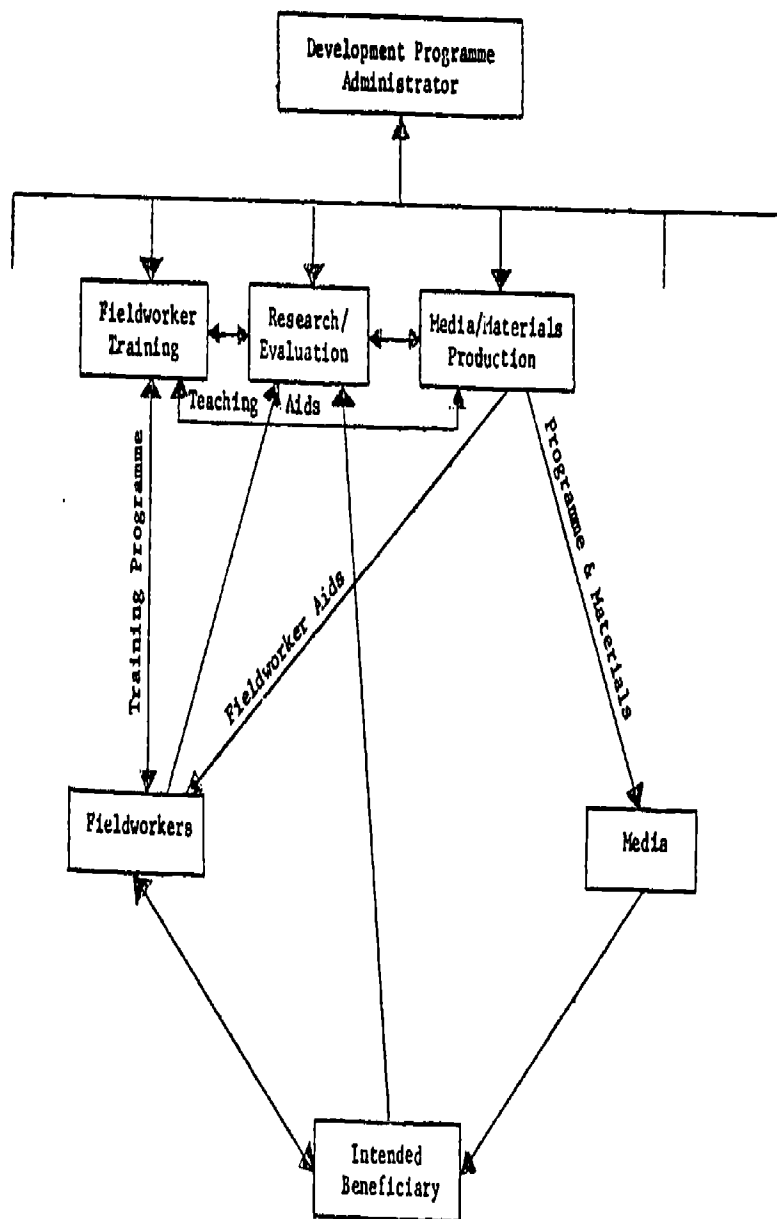 Development Programme
Administrator
Fieldworker
Training
Research/
Evaluation
Media/Materials
Production
Teaching Aids
Training Programme
Fieldworker Aids
Programme & Materials
Fieldworkers
Media
Intended
Beneficiary